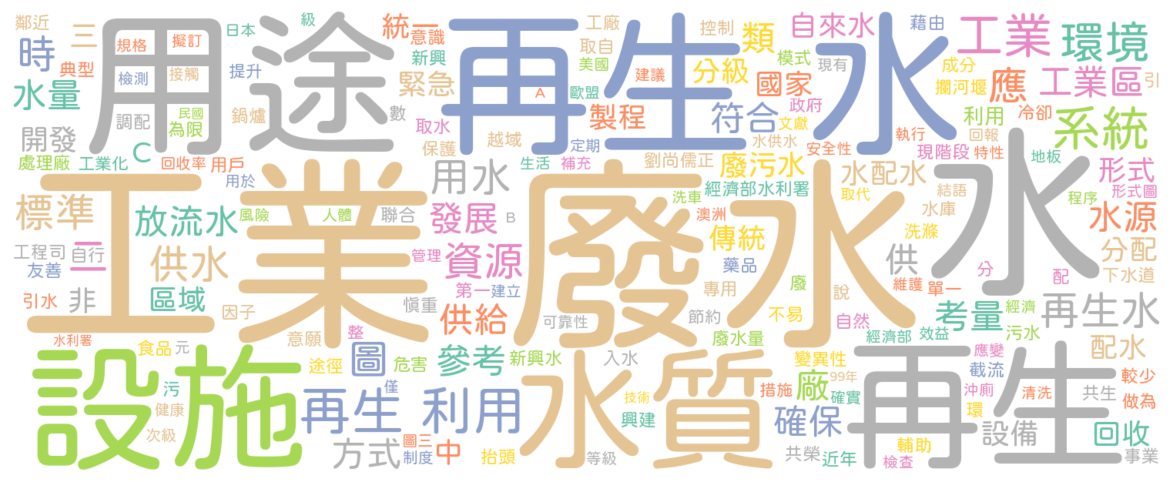 鄰近
級
統一
工廠
控制
自來水
藉由
工業
環境
時
三
規格
擬訂
日本
意識
新興
取自
美國
類
模式
現有
成分
攔河堰
工業區
引
典型
檢測
接觸
提升
緊急
建議
分級
國家
應
用途
再生水
水量
民國
為限
鍋爐
數
A
歐盟
製程
符合
政府
文獻
利用
冷卻
系統
開發
調配
取水
保護
越域
定期
水供水
安全性
執行
回報
處理廠
工業化
C
回收率
用戶
生活
補充
劉尚儒正
廢污水
水配水
現階段
特性
地板
形式
用於
用水
洗車
經濟部水利署
取代
結語
程序
形式圖
工業廢水
水
標準
放流水
風險
人體
聯合
發展
B
澳洲
傳統
水庫
洗滌
水源
工程司
自行
二
供水
管理
資源
藥品
廢
供
分
配
分配
友善
第一
建立
專用
說
維護
單一
下水道
引水
非
區域
因子
慎重
供給
可靠性
節約
不易
自然
考量
經濟
再生水
水利署
意願
整
廢水量
經濟部
效益
污水
配水
食品
元
途徑
圖
危害
參考
新興水
入水
變異性
應變
截流
設施
水質
再生
污
僅
技術
措施
廠
99年
確實
沖廁
清洗
共生
較少
做為
健康
再生
利用
興建
確保
環
設備
回收
次級
方式
圖三
制度
中
抬頭
等級
共榮
近年
輔助
檢查
事業